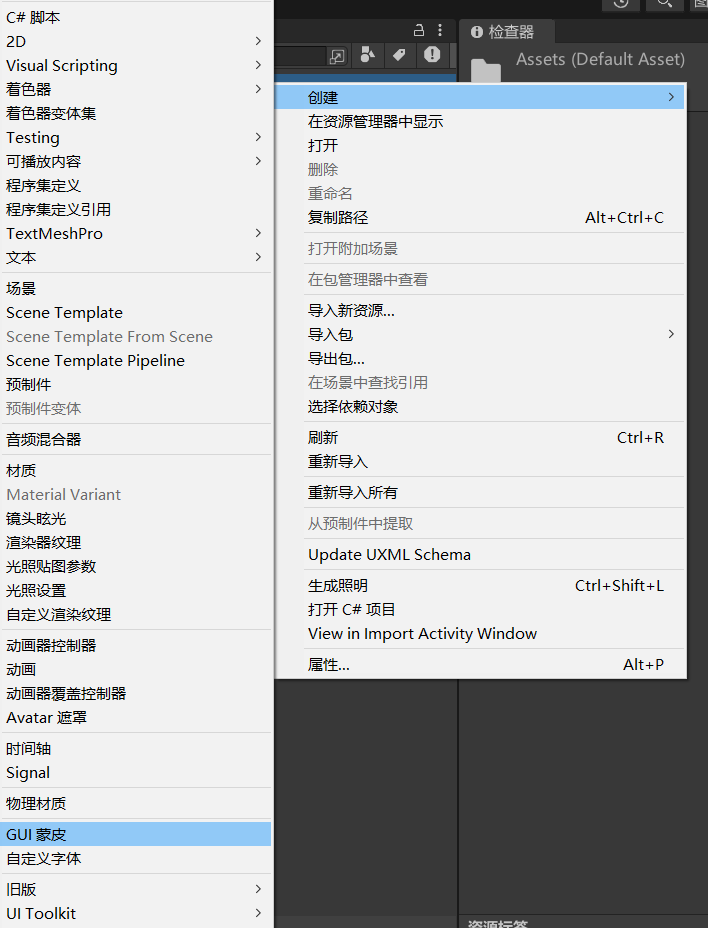 C# 脚本
2D
Visual Scripting
着色器
着色器变体集
Testing
可播放内容
程序集定义
程序集定义引用
TextMeshPro
文本
场景
Scene Template
Scene Template From Scene
Scene Template Pipeline
预制件
预制件变体
音频混合器
材质
Material Variant
镜头眩光
渲染器纹理
光照贴图参数
光照设置
自定义渲染纹理
动画器控制器
动画
动画器覆盖控制器
Avatar 遮罩
时间轴
Signal
物理材质
GUI 蒙皮
自定义字体
旧版
UI Toolkit
检查器
Assets (Default Asset)
创建
在资源管理器中显示
打开
删除
重命名
复制路径 Alt+Ctrl+C
打开附加场景
在包管理器中查看
导入新资源...
导入包
导出包...
在场景中查找引用
选择依赖对象
刷新 Ctrl+R
重新导入
重新导入所有
从预制件中提取
Update UXML Schema
生成照明 Ctrl+Shift+L
打开 C# 项目
View in Import Activity Window
属性... Alt+P
资源标签